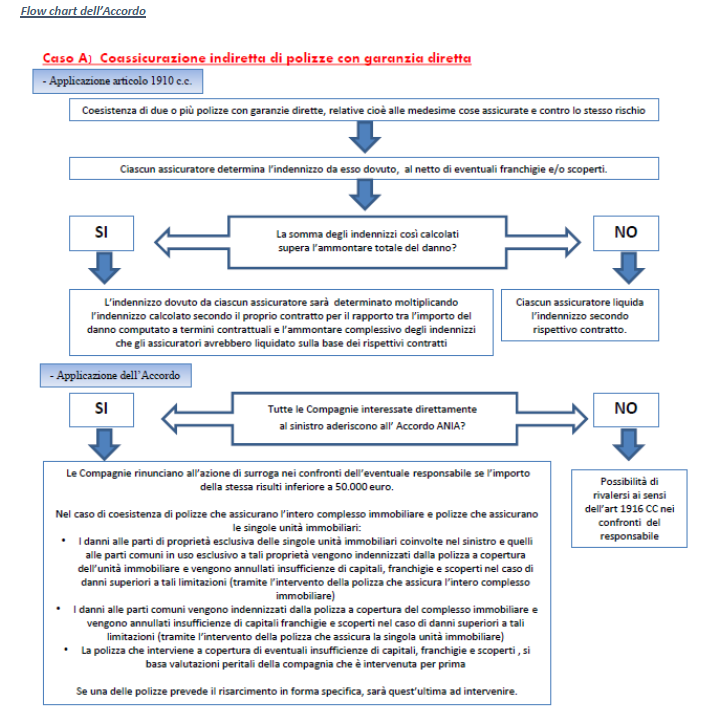 Flow chart dell'Accordo
Caso A) Coassicurazione indiretta di polizze con garanzia diretta
- Applicazione articolo 1910 c.c.
Coesistenza di due o più polizze con garanzie dirette, relative cioè alle medesime cose assicurate e contro lo stesso rischio
Ciascun assicuratore determina l'indennizzo da esso dovuto, al netto di eventuali franchigie e/o scoperti.
SI
La somma degli indennizzi così calcolati
supera l'ammontare totale del danno?
NO
L'indennizzo dovuto da ciascun assicuratore sarà determinato moltiplicando
l'indennizzo calcolato secondo il proprio contratto per il rapporto tra l'importo del
danno computato a termini contrattuali e l'ammontare complessivo degli indennizzi
che gli assicuratori avrebbero liquidato sulla base dei rispettivi contratti
Ciascun assicuratore liquida
l'indennizzo secondo
rispettivo contratto.
- Applicazione dell'Accordo
SI
Tutte le Compagnie interessate direttamente
al sinistro aderiscono all' Accordo ANIA?
NO
Le Compagnie rinunciano all'azione di surroga nei confronti dell'eventuale responsabile se l'importo
della stessa risulti inferiore a 50.000 euro.
Nel caso di coesistenza di polizze che assicurano l'intero complesso immobiliare e polizze che assicurano
le singole unità immobiliari:
• I danni alle parti di proprietà esclusiva delle singole unità immobiliari coinvolte nel sinistro e quelli
alle parti comuni in uso esclusivo a tali proprietà vengono indennizzati dalla polizza a copertura
dell'unità immobiliare e vengono annullati insufficienze di capitali, franchigie e scoperti nel caso di
danni superiori a tali limitazioni (tramite l'intervento della polizza che assicura l'intero complesso
immobiliare)
• I danni alle parti comuni vengono indennizzati dalla polizza a copertura del complesso immobiliare e
vengono annullati insufficienze di capitali franchigie e scoperti nel caso di danni superiori a tali
limitazioni (tramite l'intervento della polizza che assicura la singola unità immobiliare)
• La polizza che interviene a copertura di eventuali insufficienze di capitali, franchigie e scoperti , si
basa valutazioni peritali della compagnia che è intervenuta per prima
Se una delle polizze prevede il risarcimento in forma specifica, sarà quest'ultima ad intervenire.
Possibilità di
rivalersi ai sensi
dell'art 1916 CC nei
confronti del
responsabile